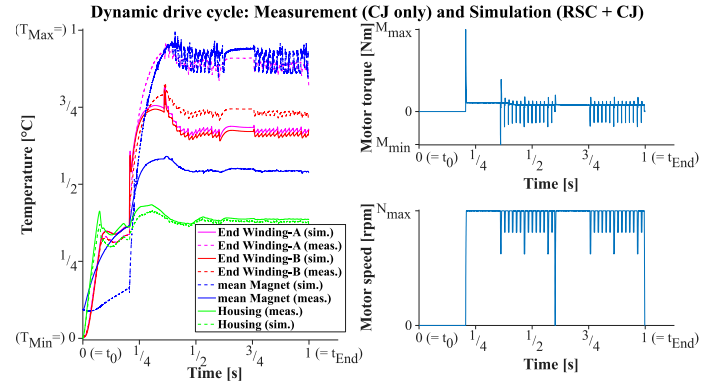 Dynamic drive cycle: Measurement (CJ only) and Simulation (RSC + CJ)
Temperature [°C]
(TMax=) 1
3/4
1/2
1/4
(TMin=) 0
0 (= t0) 1/4 1/2 3/4 1 (= tEnd)
Time [s]
End Winding-A (sim.)
End Winding-A (meas.)
End Winding-B (sim.)
End Winding-B (meas.)
mean Magnet (sim.)
mean Magnet (meas.)
Housing (meas.)
Housing (sim.)
Motor torque [Nm]
Mmax
0
Mmin
0 (= t0) 1/4 1/2 3/4 1 (= tEnd)
Time [s]
Motor speed [rpm]
Nmax
0
0 (= t0) 1/4 1/2 3/4 1 (= tEnd)
Time [s]